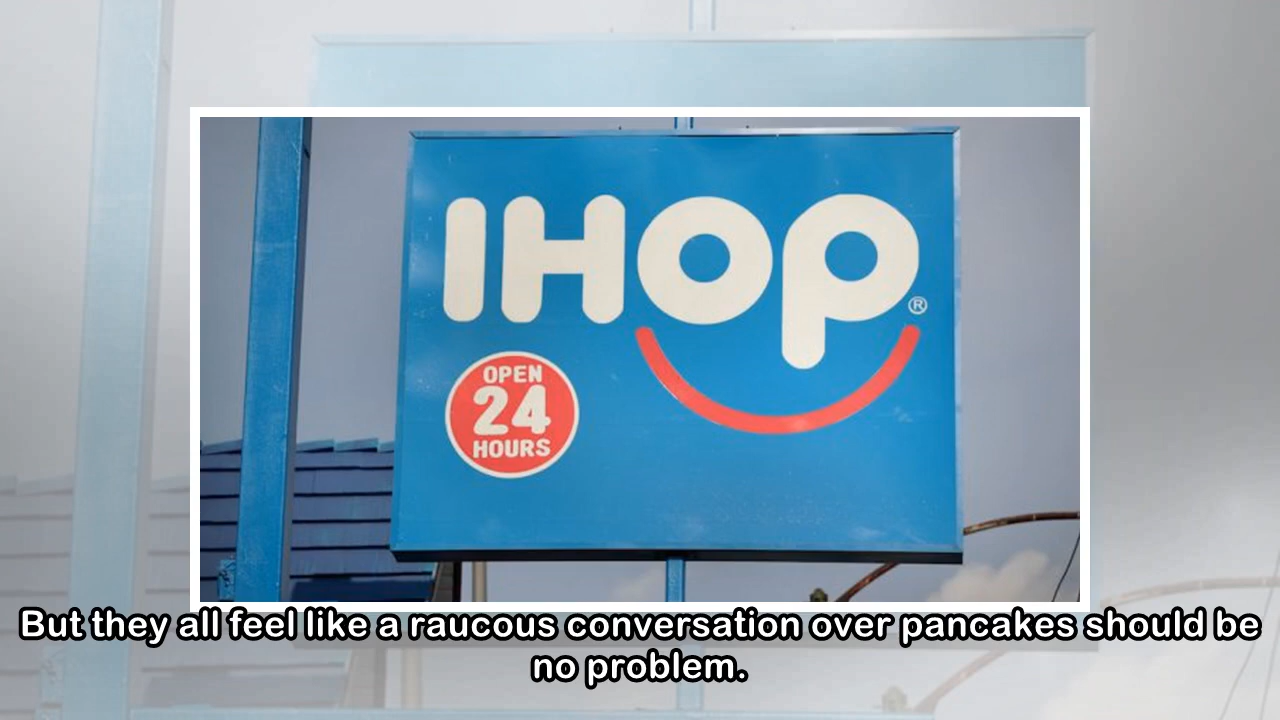 IHOP®
OPEN
24
HOURS
But they all feel like a raucous conversation over pancakes should be
no problem.